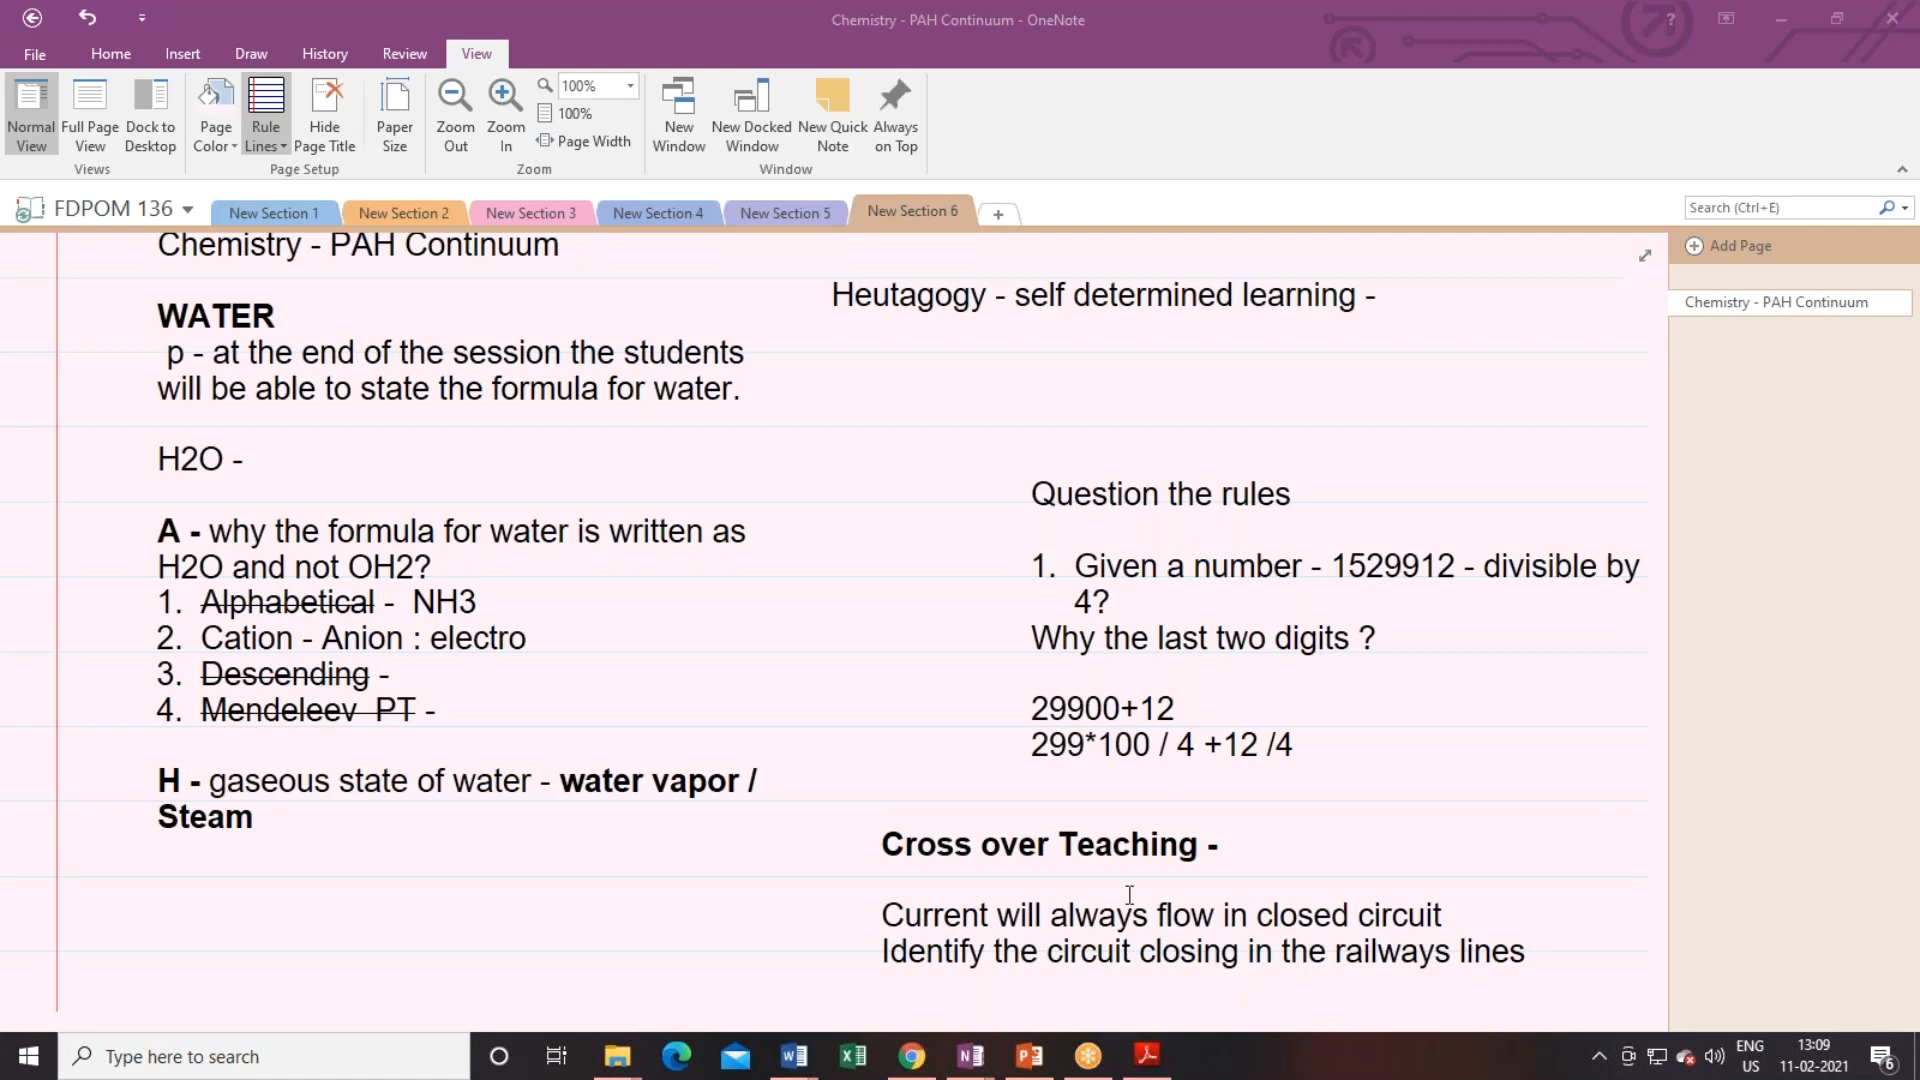 Chemistry - PAH Continuum - OneNote
?
File Home Insert Draw History Review View
Normal View
Full Page View
Dock to Desktop
Views
Page Color
Rule Lines
Hide Page Title
Paper Size
Page Setup
Zoom Out
Zoom In
100%
100%
Page Width
Zoom
New Window
New Docked Window
New Quick Note
Always on Top
Window
FDPOM 136
New Section 1
New Section 2
New Section 3
New Section 4
New Section 5
New Section 6
+
Search (Ctrl+E)
Add Page
Chemistry - PAH Continuum
Chemistry - PAH Continuum
WATER
p - at the end of the session the students
will be able to state the formula for water.
H2O -
A - why the formula for water is written as
H2O and not OH2?
1. Alphabetical - NH3
2. Cation - Anion : electro
3. Descending -
4. Mendeleev PT -
H - gaseous state of water - water vapor /
Steam
Heutagogy - self determined learning -
Question the rules
1. Given a number - 1529912 - divisible by
4?
Why the last two digits ?
29900+12
299*100 / 4 +12 /4
Cross over Teaching -
Current will always flow in closed circuit
Identify the circuit closing in the railways lines
Type here to search
ENG
US
13:09
11-02-2021
6